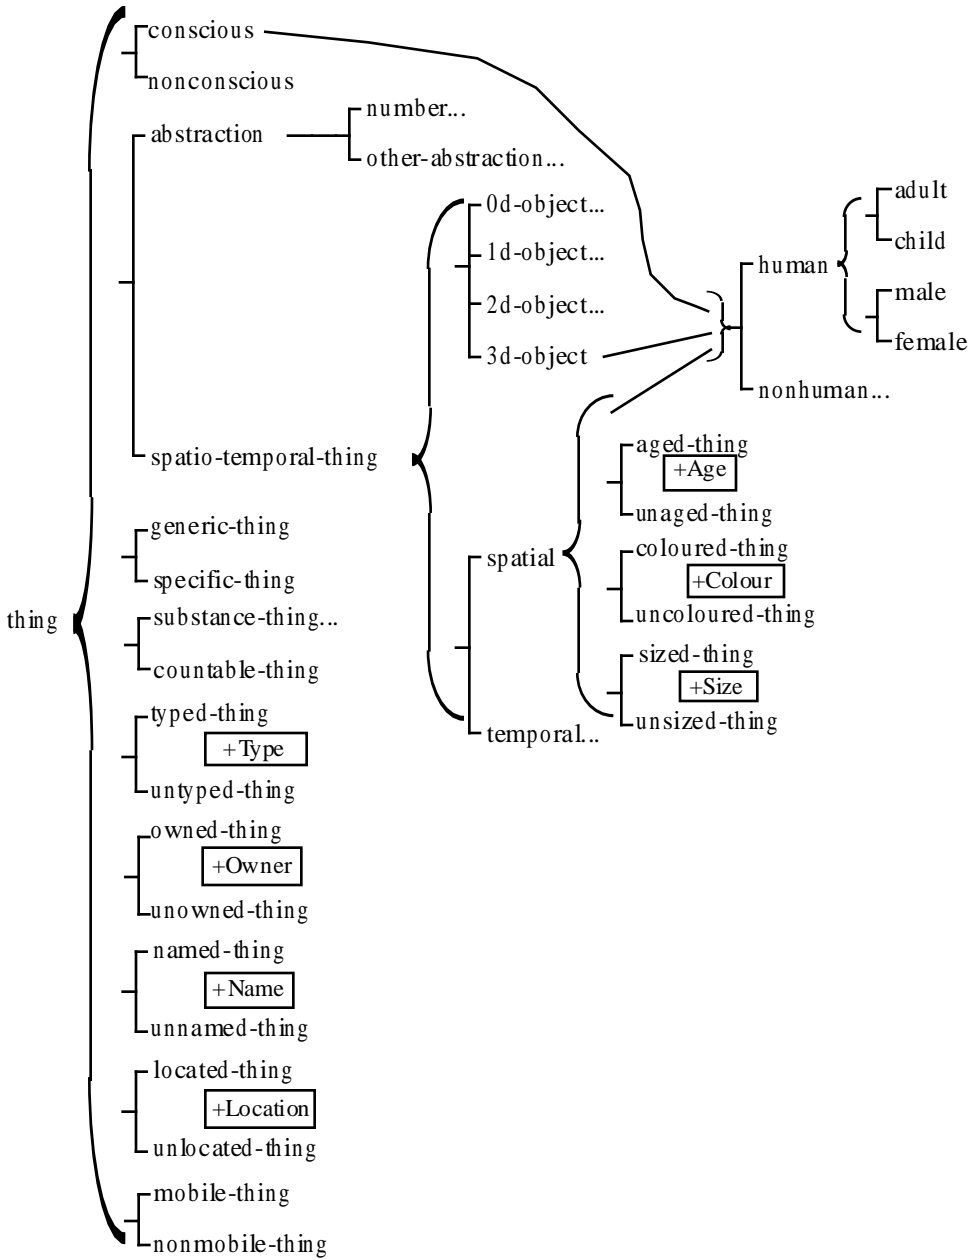 conscious
nonconscious
abstraction
number...
other-abstraction...
0d-object...
1d-object...
2d-object...
3d-object
human
adult
child
male
female
nonhuman...
spatio-temporal-thing
generic-thing
specific-thing
substance-thing...
countable-thing
thing
spatial
temporal...
aged-thing
+Age
unaged-thing
coloured-thing
+Colour
uncoloured-thing
sized-thing
+Size
unsized-thing
typed-thing
+Type
untyped-thing
owned-thing
+Owner
unowned-thing
named-thing
+Name
unnamed-thing
located-thing
+Location
unlocated-thing
mobile-thing
nonmobile-thing